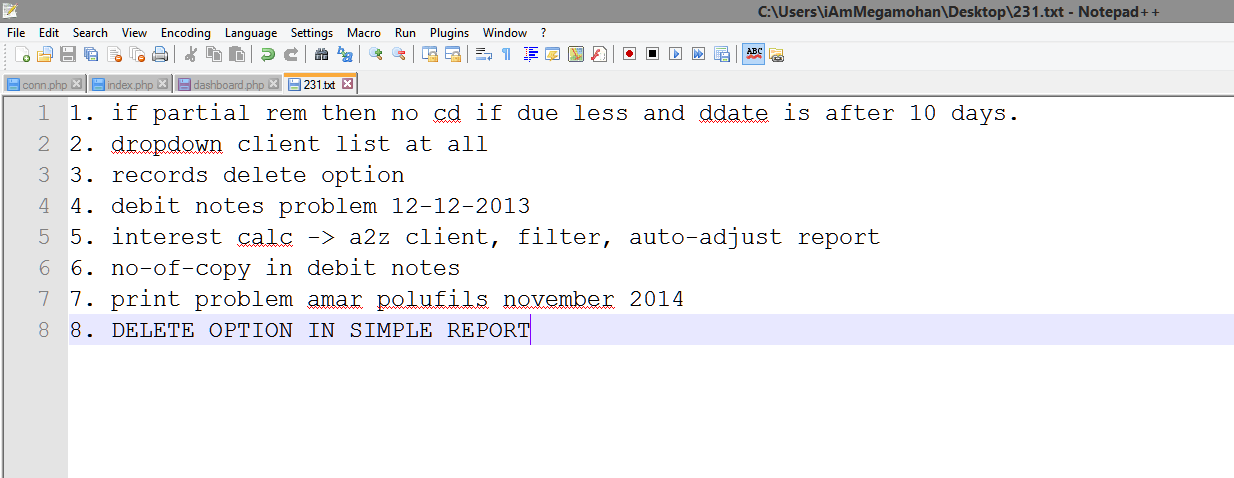 C:\Users\iAmMegamohan\Desktop\231.txt - Notepad++
File Edit Search View Encoding Language Settings Macro Run Plugins Window ?
ABC
conn.php index.php dashboard.php 231.txt
1 1. if partial rem then no cd if due less and ddate is after 10 days.
2 2. dropdown client list at all
3 3. records delete option
4 4. debit notes problem 12-12-2013
5 5. interest calc -> a2z client, filter, auto-adjust report
6 6. no-of-copy in debit notes
7 7. print problem amar polufils november 2014
8 8. DELETE OPTION IN SIMPLE REPORT